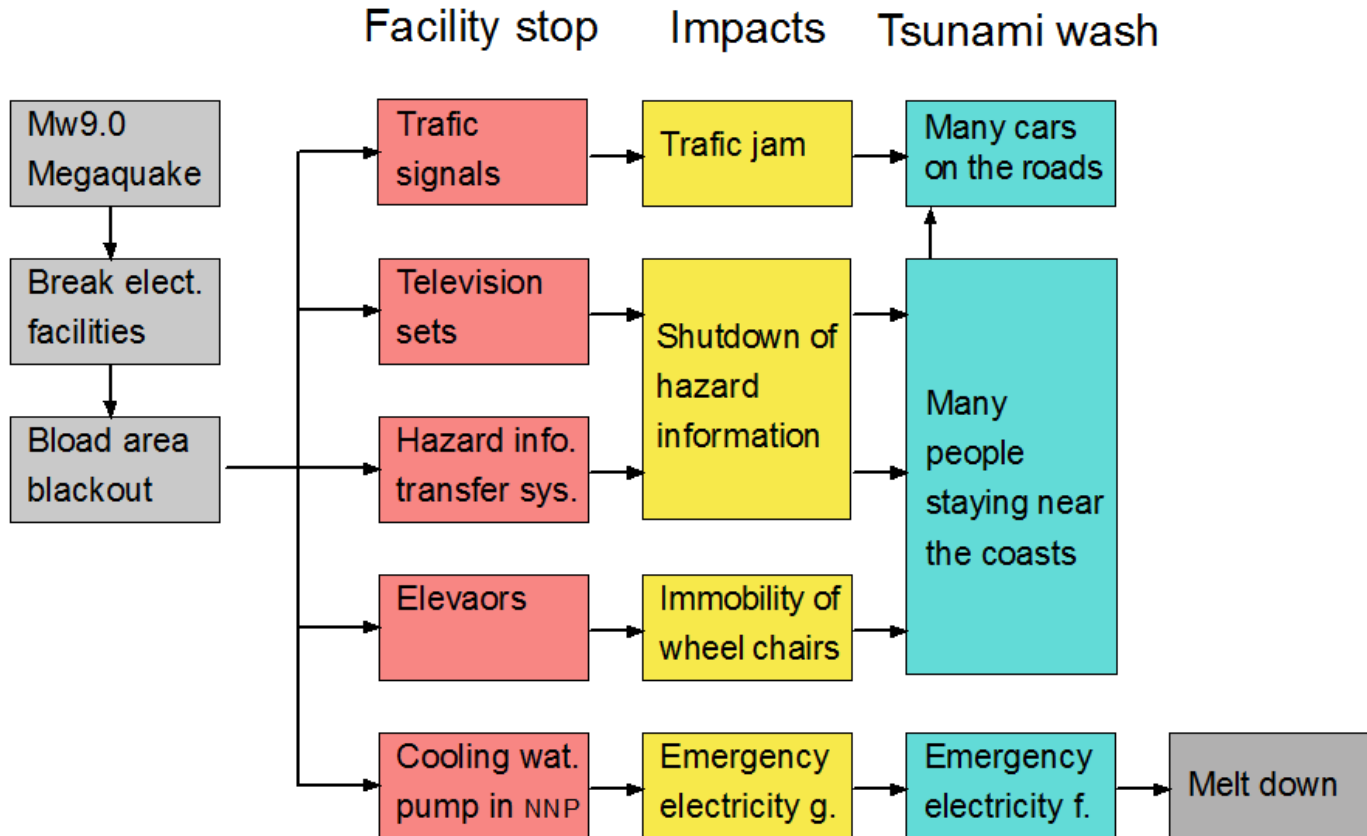 Facility stop Impacts Tsunami wash
Mw9.0
Megaquake
Trafic
signals
Trafic jam
Many cars
on the roads
Break elect.
facilities
Television
sets
Shutdown of
hazard
information
Many
people
staying near
the coasts
Bload area
blackout
Hazard info.
transfer sys.
Elevaors
Immobility of
wheel chairs
Cooling wat.
pump in NNP
Emergency
electricity g.
Emergency
electricity f.
Melt down